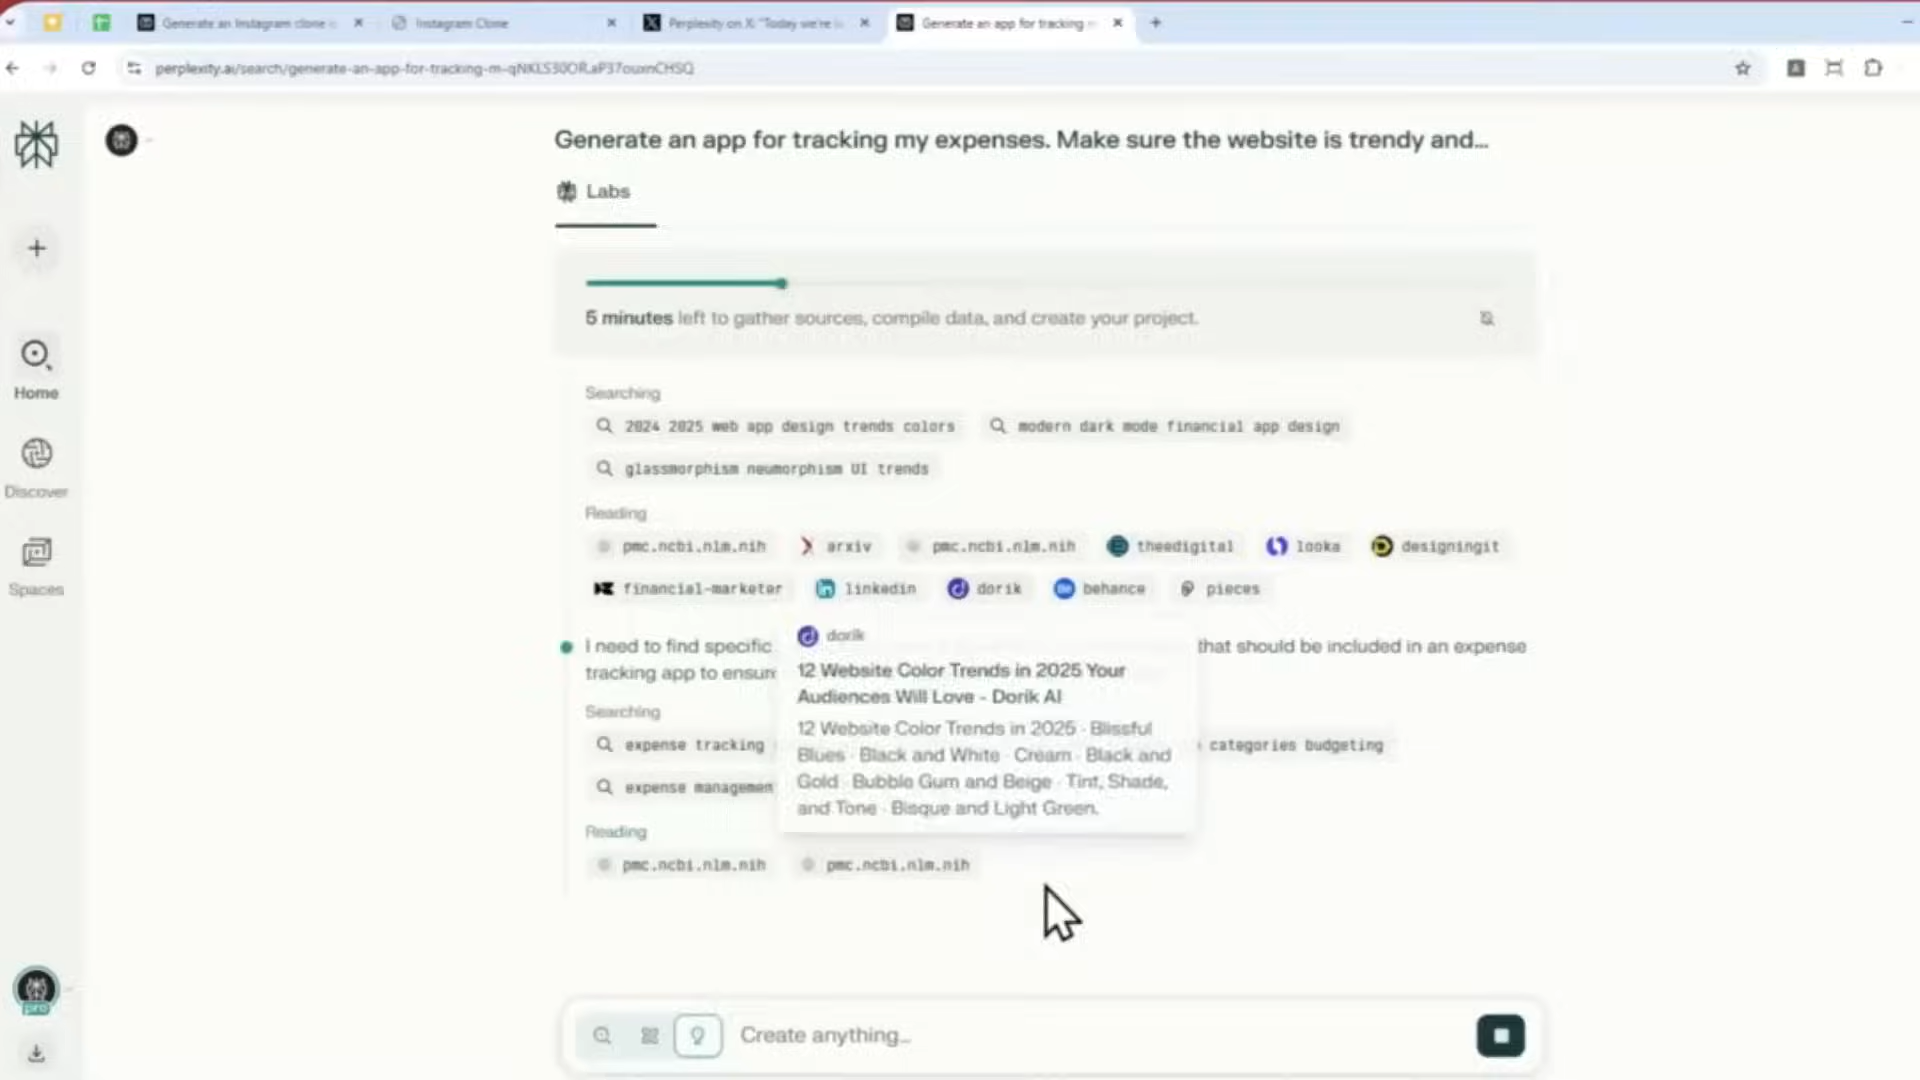 Generate an Instagram clone
Instagram Clone
Perplexity on X: "Today we're
Generate an app for tracking
perplexity.ai/search/generate-an-app-for-tracking-m-
Generate an app for tracking my expenses. Make sure the website is trendy and...
Labs
5 minutes left to gather sources, compile data, and create your project.
Searching
2024 2025 web app design trends colors
modern dark mode financial app design
glassmorphism neumorphism UI trends
Reading
pmc.ncbi.nlm.nih
arxiv
pmc.ncbi.nlm.nih
theedigital
looka
designingit
financial-marketer
linkedin
dorik
behance
pieces
I need to find specific
that should be included in an expense
tracking app to ensure
dorik
12 Website Color Trends in 2025 Your
Audiences Will Love - Dorik AI
12 Website Color Trends in 2025 · Blissful
Blues · Black and White · Cream · Black and
Gold · Bubble Gum and Beige · Tint, Shade,
and Tone · Bisque and Light Green.
Searching
expense tracking
categories budgeting
expense managemen
Reading
pmc.ncbi.nlm.nih
pmc.ncbi.nlm.nih
Home
Discover
Spaces
pro
Create anything...